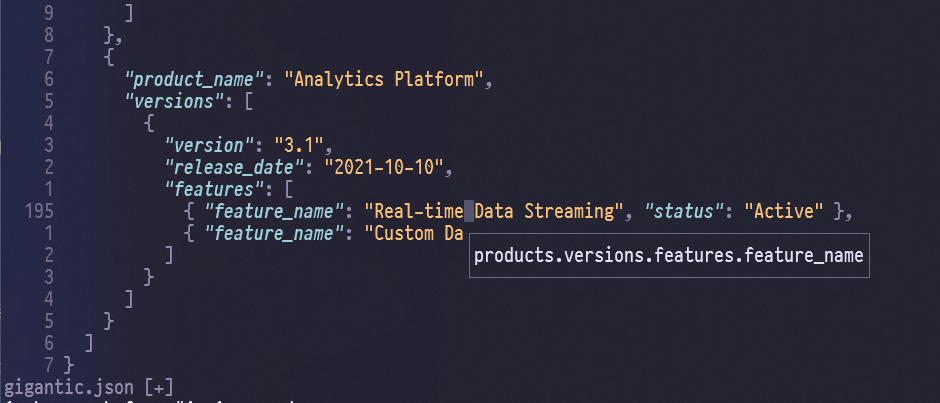 9 ]
8 },
7 {
6 "product_name": "Analytics Platform",
5 "versions": [
4 {
3 "version": "3.1",
2 "release_date": "2021-10-10",
1 "features": [
195 { "feature_name": "Real-time Data Streaming", "status": "Active" },
1 { "feature_name": "Custom Da
products.versions.features.feature_name
2 ]
3 }
4 ]
5 }
6 ]
7 }
gigantic.json [+]